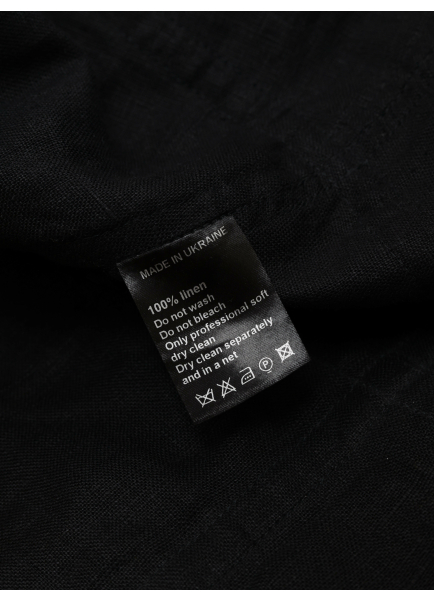 MADE IN UKRAINE
100% linen
Do not wash
Do not bleach
Only professional soft
dry clean
Dry clean separately
and in a net
P